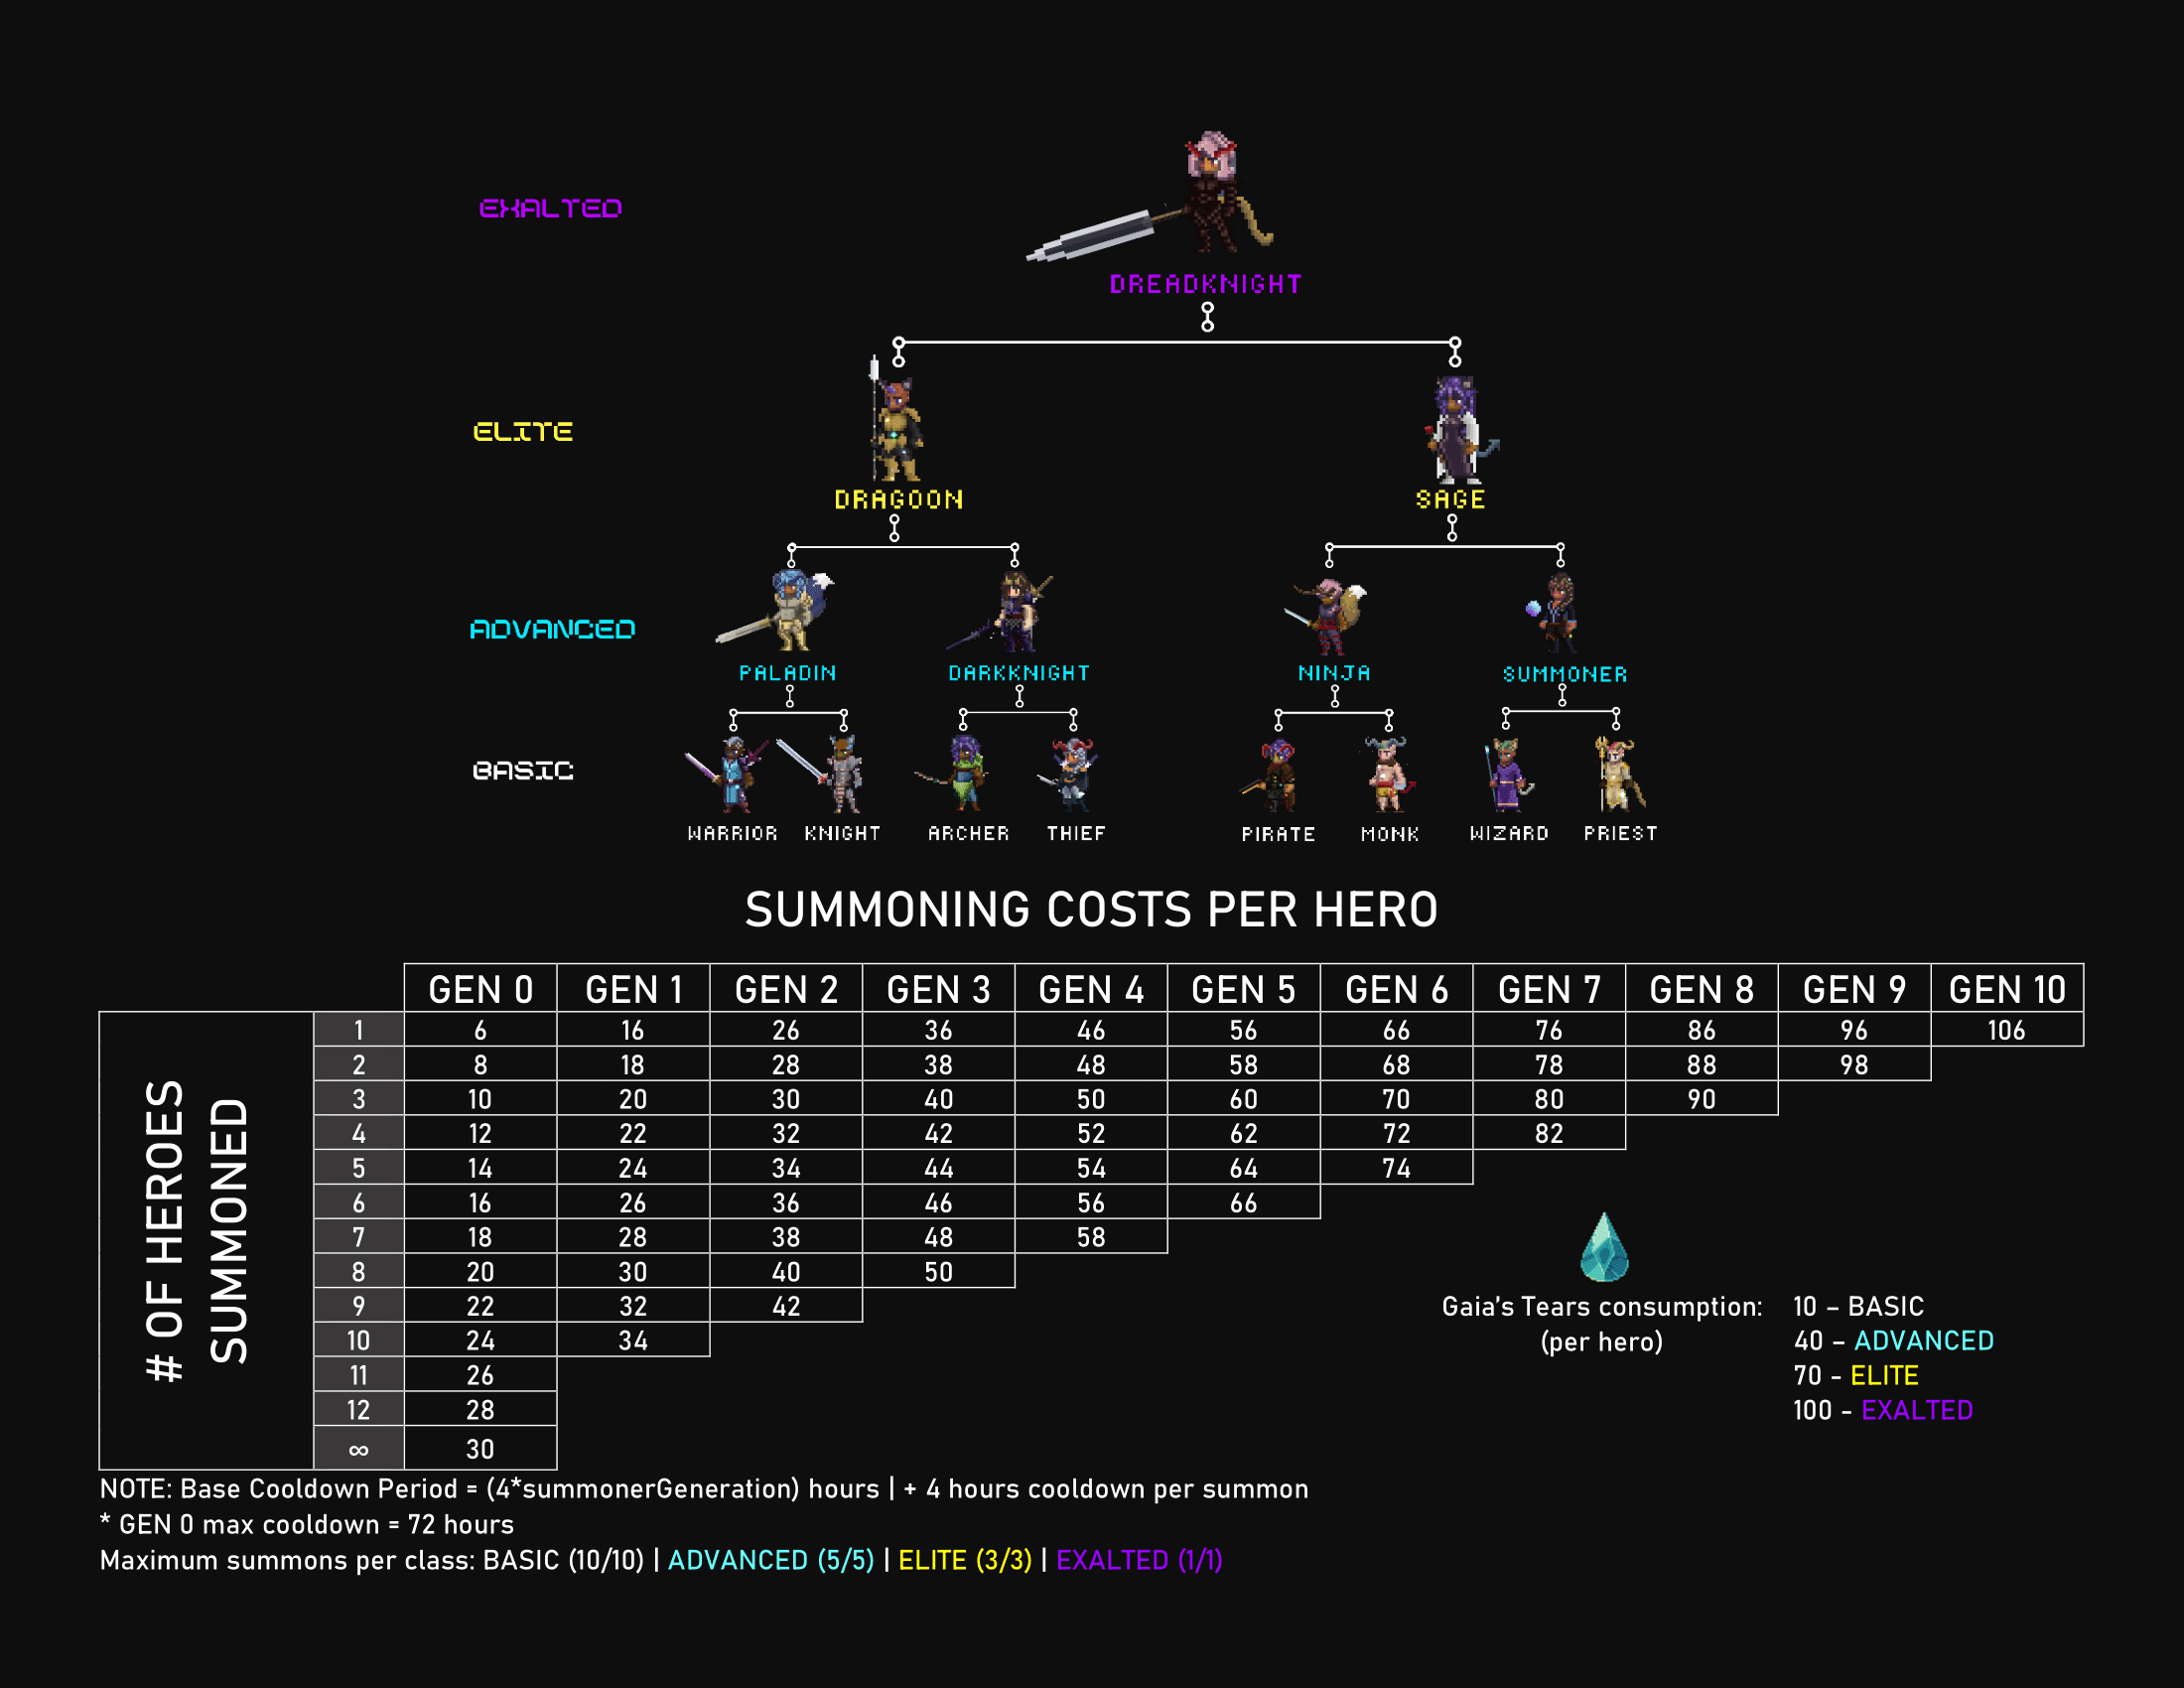 EXALTED
DREADKNIGHT
ELITE
DRAGOON SAGE
ADVANCED
PALADIN DARKKNIGHT NINJA SUMMONER
BASIC
WARRIOR KNIGHT ARCHER THIEF PIRATE MONK WIZARD PRIEST
SUMMONING COSTS PER HERO
GEN 0 GEN 1 GEN 2 GEN 3 GEN 4 GEN 5 GEN 6 GEN 7 GEN 8 GEN 9 GEN 10
# OF HEROES
SUMMONED
1 6 16 26 36 46 56 66 76 86 96 106
2 8 18 28 38 48 58 68 78 88 98
3 10 20 30 40 50 60 70 80 90
4 12 22 32 42 52 62 72 82
5 14 24 34 44 54 64 74
6 16 26 36 46 56 66
7 18 28 38 48 58
8 20 30 40 50
9 22 32 42
10 24 34
11 26
12 28
∞ 30
Gaia's Tears consumption: 10 – BASIC
(per hero) 40 – ADVANCED
70 - ELITE
100 - EXALTED
NOTE: Base Cooldown Period = (4*summonerGeneration) hours | + 4 hours cooldown per summon
* GEN 0 max cooldown = 72 hours
Maximum summons per class: BASIC (10/10) | ADVANCED (5/5) | ELITE (3/3) | EXALTED (1/1)